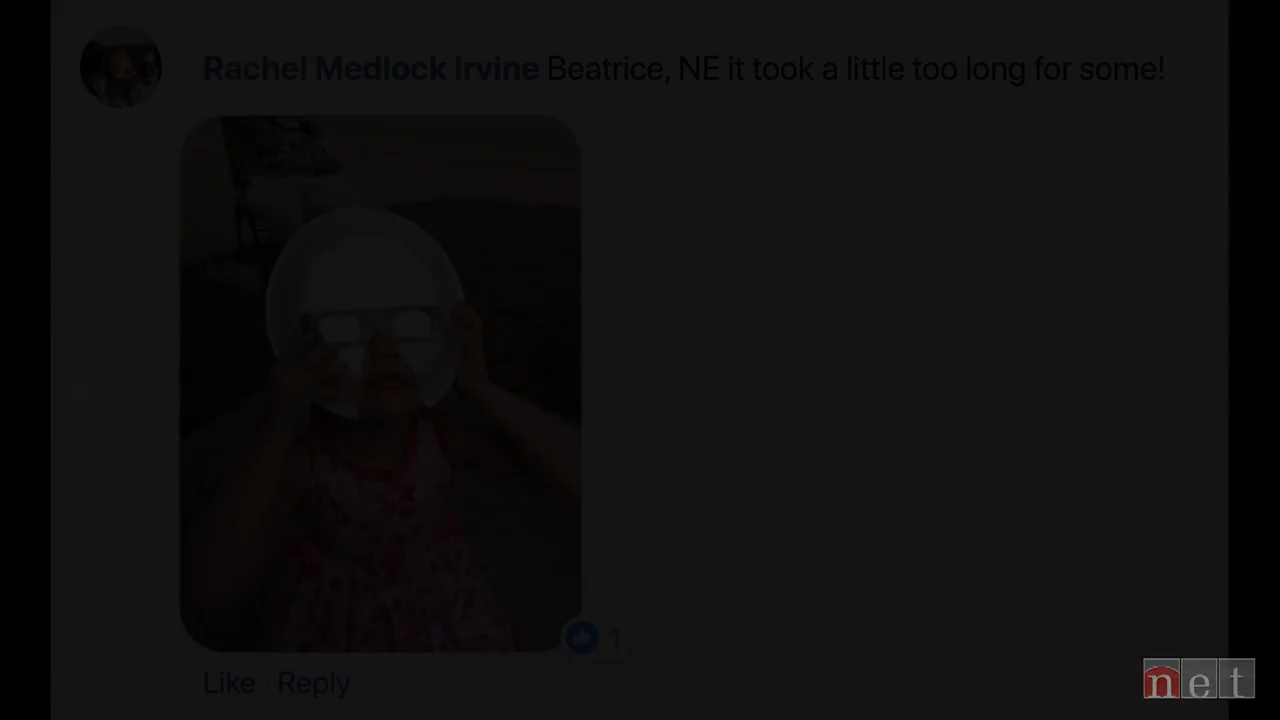 Rachel Medlock Irvine Beatrice, NE it took a little too long for some!
1
Like · Reply
net